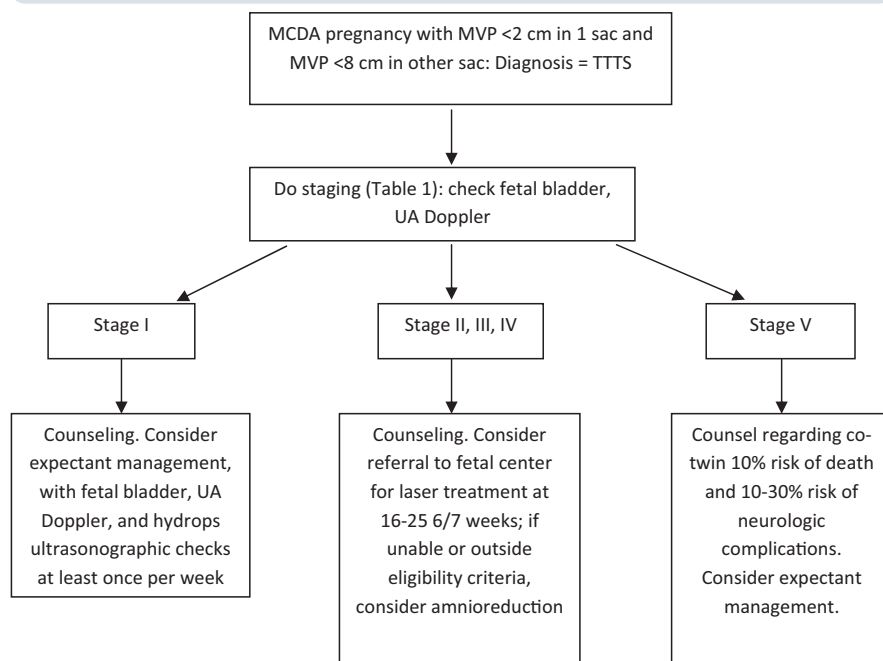 MCDA pregnancy with MVP <2 cm in 1 sac and
MVP <8 cm in other sac: Diagnosis = TTTS
Do staging (Table 1): check fetal bladder,
UA Doppler
Stage I
Stage II, III, IV
Stage V
Counseling. Consider
expectant management,
with fetal bladder, UA
Doppler, and hydrops
ultrasonographic checks
at least once per week
Counseling. Consider
referral to fetal center
for laser treatment at
16-25 6/7 weeks; if
unable or outside
eligibility criteria,
consider amnioreduction
Counsel regarding co-
twin 10% risk of death
and 10-30% risk of
neurologic
complications.
Consider expectant
management.